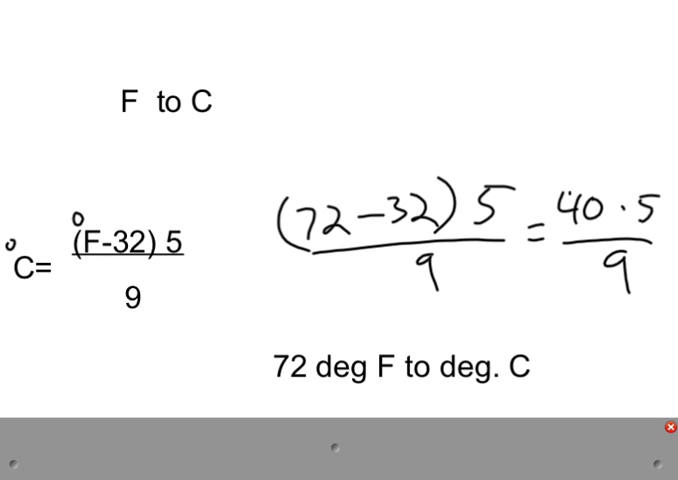 F to C
°C= (°F-32) 5 / 9
(72-32) 5 / 9 = 40 · 5 / 9
72 deg F to deg. C